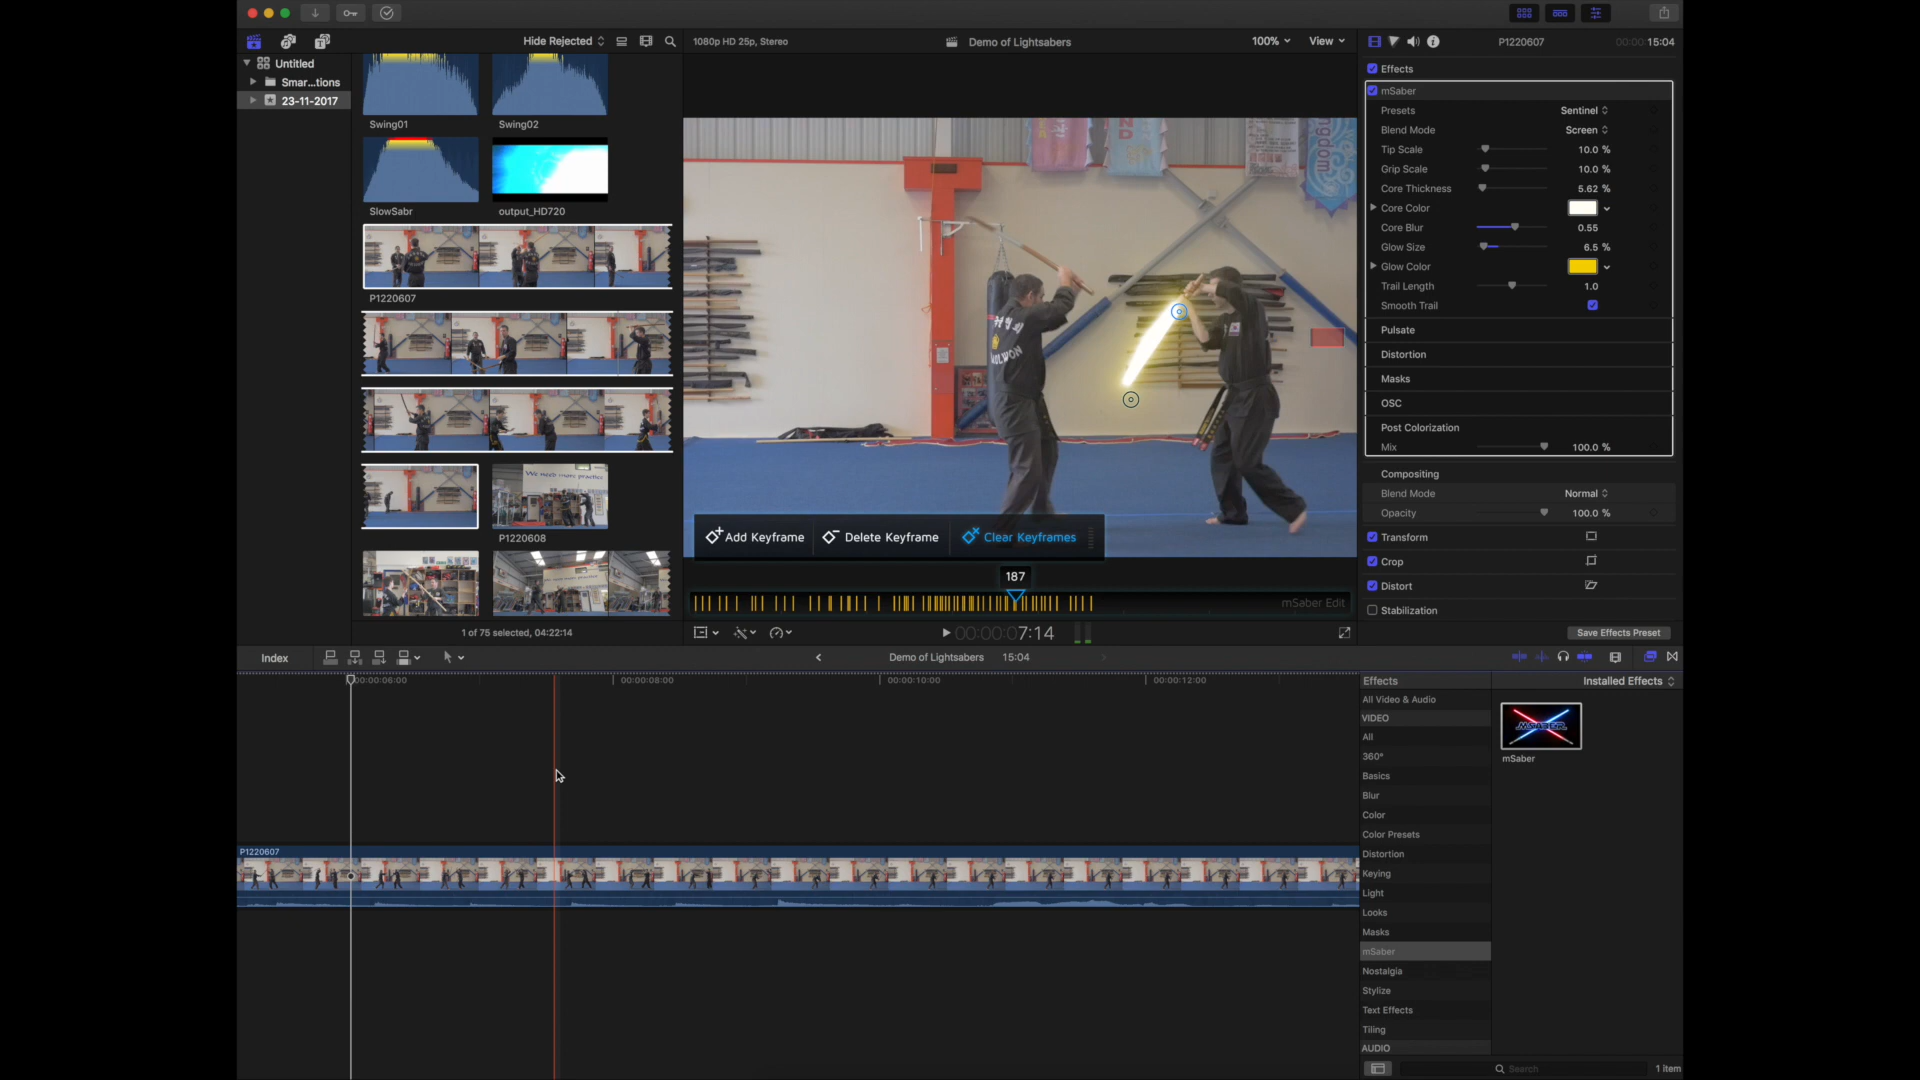 Hide Rejected
1080p HD 25p, Stereo
Demo of Lightsabers
100%
View
P1220607
00:00:15:04
Untitled
Smar...tions
23-11-2017
Swing01
Swing02
SlowSabr
output_HD720
P1220607
We need more practice
P1220608
1 of 75 selected, 04:22:14
Add Keyframe
Delete Keyframe
Clear Keyframes
187
mSaber Edit
00:00:07:14
Effects
mSaber
Presets
Sentinel
Blend Mode
Screen
Tip Scale
10.0 %
Grip Scale
10.0 %
Core Thickness
5.62 %
Core Color
Core Blur
0.55
Glow Size
6.5 %
Glow Color
Trail Length
1.0
Smooth Trail
Pulsate
Distortion
Masks
OSC
Post Colorization
Mix
100.0 %
Compositing
Blend Mode
Normal
Opacity
100.0 %
Transform
Crop
Distort
Stabilization
Save Effects Preset
Index
Demo of Lightsabers
15:04
00:00:06:00
00:00:08:00
00:00:10:00
00:00:12:00
P1220607
Effects
Installed Effects
All Video & Audio
VIDEO
All
360°
Basics
Blur
Color
Color Presets
Distortion
Keying
Light
Looks
Masks
mSaber
Nostalgia
Stylize
Text Effects
Tiling
AUDIO
MSABER
mSaber
Search
1 item